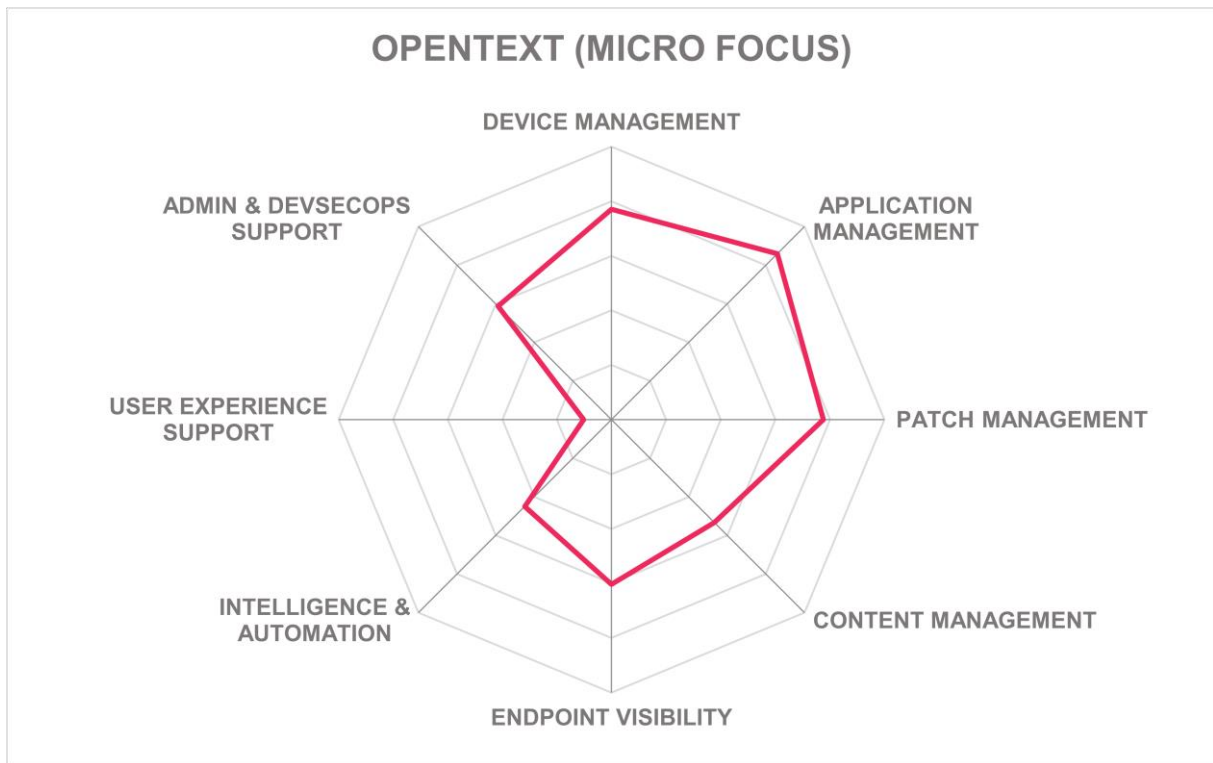 OPENTEXT (MICRO FOCUS)
DEVICE MANAGEMENT
ADMIN & DEVSECOPS
SUPPORT
APPLICATION
MANAGEMENT
USER EXPERIENCE
SUPPORT
PATCH MANAGEMENT
INTELLIGENCE &
AUTOMATION
CONTENT MANAGEMENT
ENDPOINT VISIBILITY